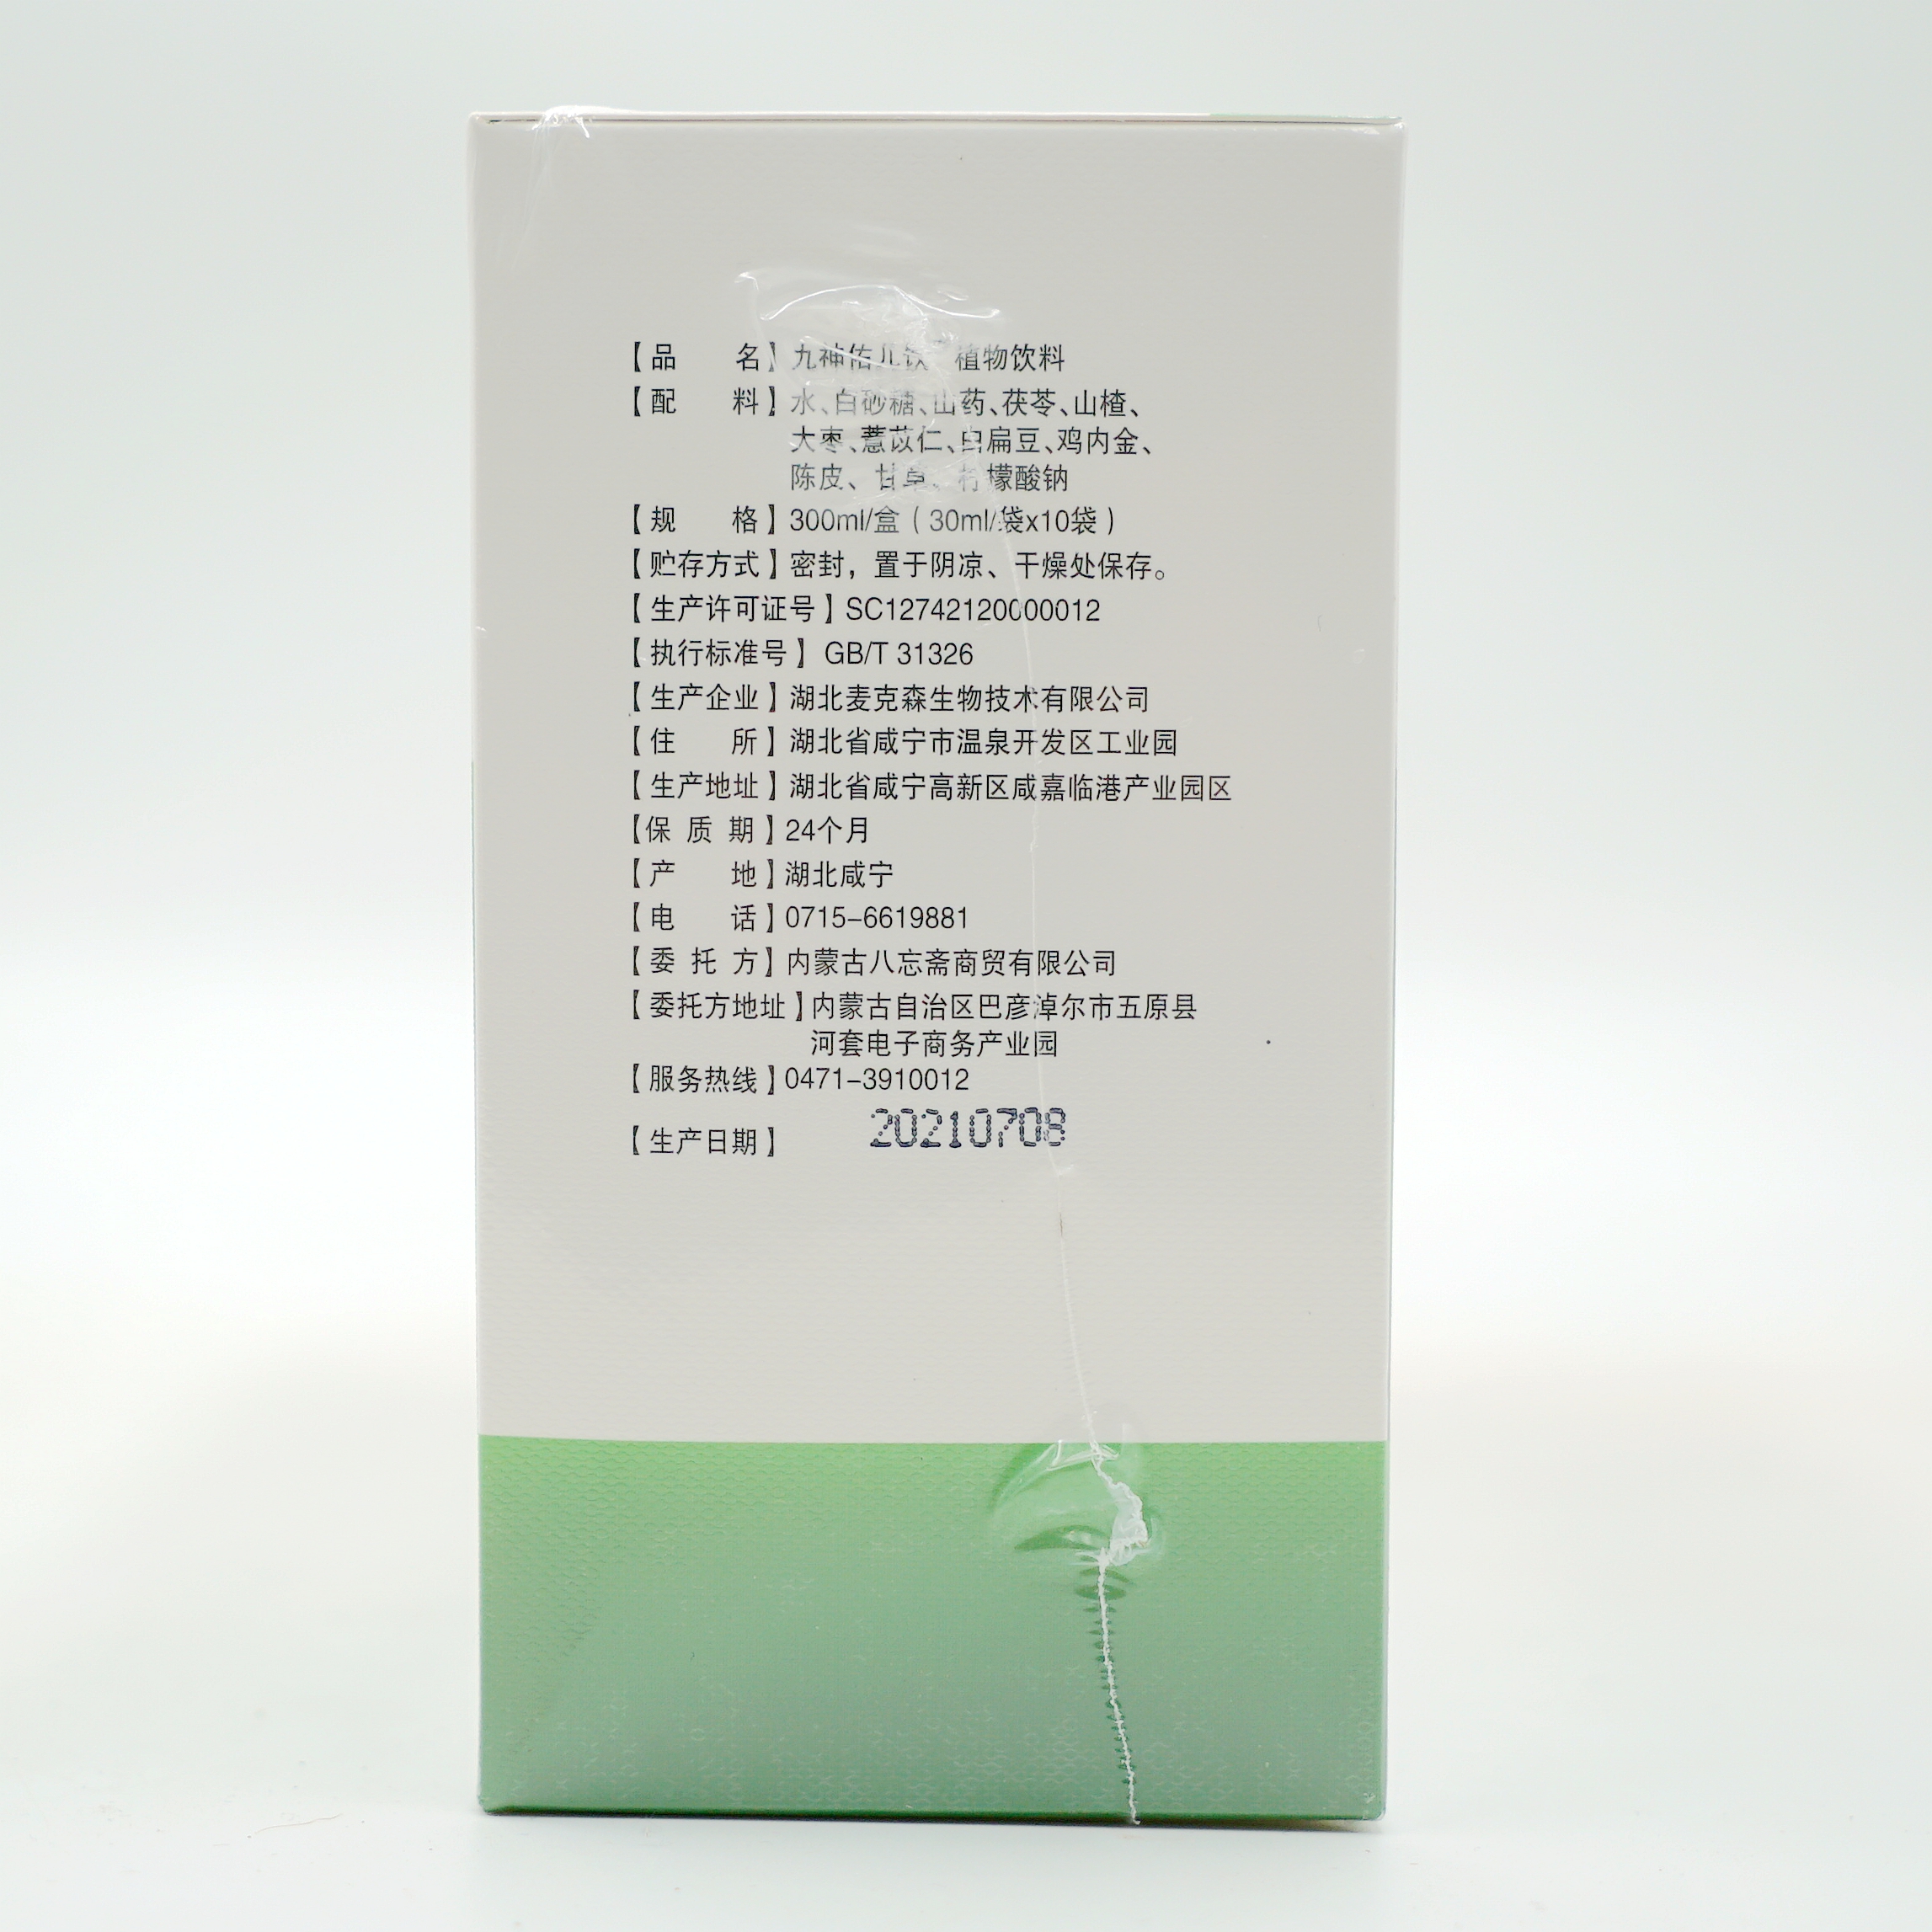 【品 名】九神佑儿饮 植物饮料
【配 料】水、白砂糖、山药、茯苓、山楂、
大枣、薏苡仁、白扁豆、鸡内金、
陈皮、甘草、柠檬酸钠
【规 格】300ml/盒（30ml/袋x10袋）
【贮存方式】密封，置于阴凉、干燥处保存。
【生产许可证号】SC12742120000012
【执行标准号】GB/T 31326
【生产企业】湖北麦克森生物技术有限公司
【住 所】湖北省咸宁市温泉开发区工业园
【生产地址】湖北省咸宁高新区咸嘉临港产业园区
【保质期】24个月
【产 地】湖北咸宁
【电 话】0715-6619881
【委托方】内蒙古八忘斋商贸有限公司
【委托方地址】内蒙古自治区巴彦淖尔市五原县
河套电子商务产业园
【服务热线】0471-3910012
【生产日期】20210708